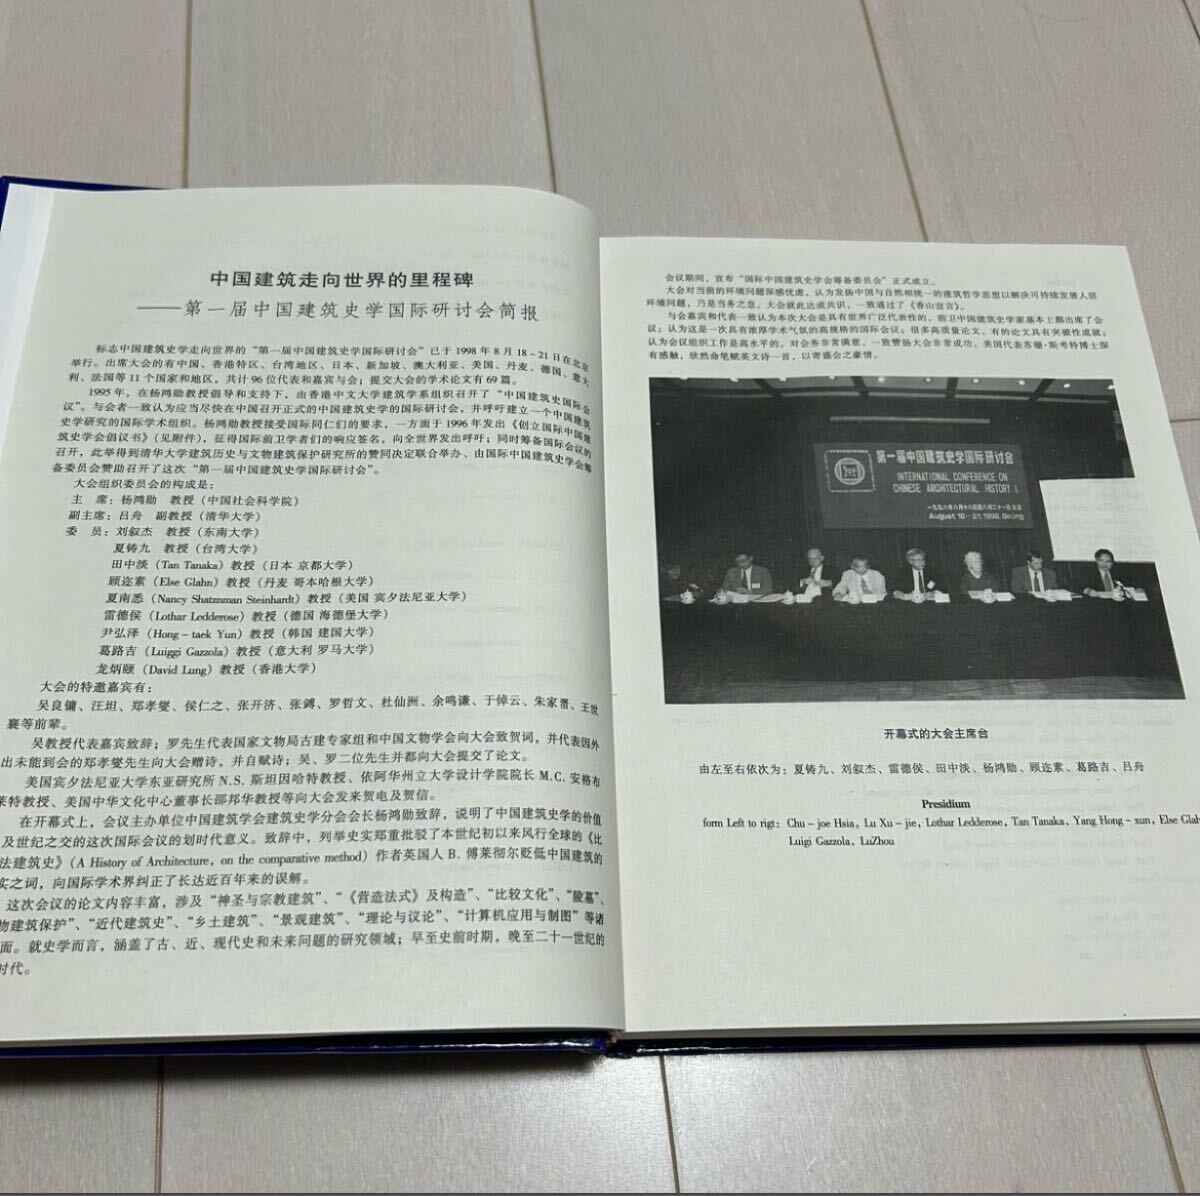 中国建筑走向世界的里程碑
——第一届中国建筑史学国际研讨会简报
标志中国建筑史学走向世界的“第一届中国建筑史学国际研讨会”已于1998年8月18~21日在北京
举行。出席大会的有中国、香港特区、台湾地区、日本、新加坡、澳大利亚、美国、丹麦、德国、意大
利、法国等11个国家和地区，共计96位代表和嘉宾与会；提交大会的学术论文有69篇。
1995年，在杨鸿勋教授倡导和支持下，由香港中文大学建筑学系组织召开了“中国建筑史国际会
议”。与会者一致认为应当尽快在中国召开正式的中国建筑史学的国际研讨会，并呼吁建立一个中国建筑
史学研究的国际学术组织。杨鸿勋教授接受国际同仁们的要求，一方面于1996年发出《创立国际中国建
筑史学会倡议书》（见附件），征得国际前卫学者们的响应签名，向全世界发出呼吁；同时筹备国际会议的
召开，此举得到清华大学建筑历史与文物建筑保护研究所的赞同决定联合举办、由国际中国建筑史学会筹
备委员会赞助召开了这次“第一届中国建筑史学国际研讨会”。
大会组织委员会的构成是：
主 席：杨鸿勋 教授（中国社会科学院）
副主席：吕舟 副教授（清华大学）
委 员：刘叙杰 教授（东南大学）
夏铸九 教授（台湾大学）
田中淡（Tan Tanaka）教授（日本 京都大学）
顾迩素（Else Glahn）教授（丹麦 哥本哈根大学）
夏南悉（Nancy Shatznman Steinhardt）教授（美国 宾夕法尼亚大学）
雷德侯（Lothar Ledderose）教授（德国 海德堡大学）
尹弘泽（Hong-taek Yun）教授（韩国 建国大学）
葛路吉（Luiggi Gazzola）教授（意大利 罗马大学）
龙炳颐（David Lung）教授（香港大学）
大会的特邀嘉宾有：
吴良镛、汪坦、郑孝燮、侯仁之、张开济、张鎛、罗哲文、杜仙洲、余鸣谦、于倬云、朱家溍、王世
襄等前辈。
吴教授代表嘉宾致辞；罗先生代表国家文物局古建专家组和中国文物学会向大会致贺词，并代表因外
出未能到会的郑孝燮先生向大会赠诗，并自赋诗；吴、罗二位先生并都向大会提交了论文。
美国宾夕法尼亚大学东亚研究所N.S.斯坦因哈特教授、依阿华州立大学设计学院院长M.C.安格布
莱特教授、美国中华文化中心董事长邵邦华教授等向大会发来贺电及贺信。
在开幕式上，会议主办单位中国建筑学会建筑史学分会会长杨鸿勋致辞，说明了中国建筑史学的价值
及世纪之交的这次国际会议的划时代意义。致辞中，列举史实郑重批驳了本世纪初以来风行全球的《比
法建筑史》（A History of Architecture, on the comparative method）作者英国人B.傅莱彻尔贬低中国建筑的
实之词，向国际学术界纠正了长达近百年来的误解。
这次会议的论文内容丰富，涉及“神圣与宗教建筑”、“《营造法式》及构造”、“比较文化”、“陵墓”、
物建筑保护”、“近代建筑史”、“乡土建筑”、“景观建筑”、“理论与议论”、“计算机应用与制图”等诸
面。就史学而言，涵盖了古、近、现代史和未来问题的研究领域；早至史前时期，晚至二十一世纪的
时代。
会议期间，宣布“国际中国建筑史学会筹备委员会”正式成立。
大会对当前的环境问题深感忧虑，认为发扬中国与自然相统一的建筑哲学思想以解决可持续发展人居
环境问题，乃是当务之急。大会就此达成共识，一致通过了《香山宣言》。
与会嘉宾和代表一致认为本次大会是具有世界广泛代表性的，前卫中国建筑史学家基本上都出席了会
议；认为这是一次具有浓厚学术气氛的高规格的国际会议；很多高质量论文，有的论文具有突破性成就；
认为会议组织工作是高水平的，对会务非常满意，一致赞扬大会非常成功。美国代表苏珊·斯考特博士深
有感触，欣然命笔赋英文诗一首，以寄盛会之豪情。
第一届中国建筑史学国际研讨会
INTERNATIONAL CONFERENCE ON
CHINESE ARCHITECTURAL HISTORY I
一九九八年八月十八至八月二十一日 北京
August 18-21.1998. Beijing
开幕式的大会主席台
由左至右依次为：夏铸九、刘叙杰、雷德侯、田中淡、杨鸿勋、顾迩素、葛路吉、吕舟
Presidium
form Left to rigt: Chu-joe Hsia, Lu Xu-jie, Lothar Ledderose, Tan Tanaka, Yang Hong-xun, Else Glah
Luigi Gazzola, LuZhou